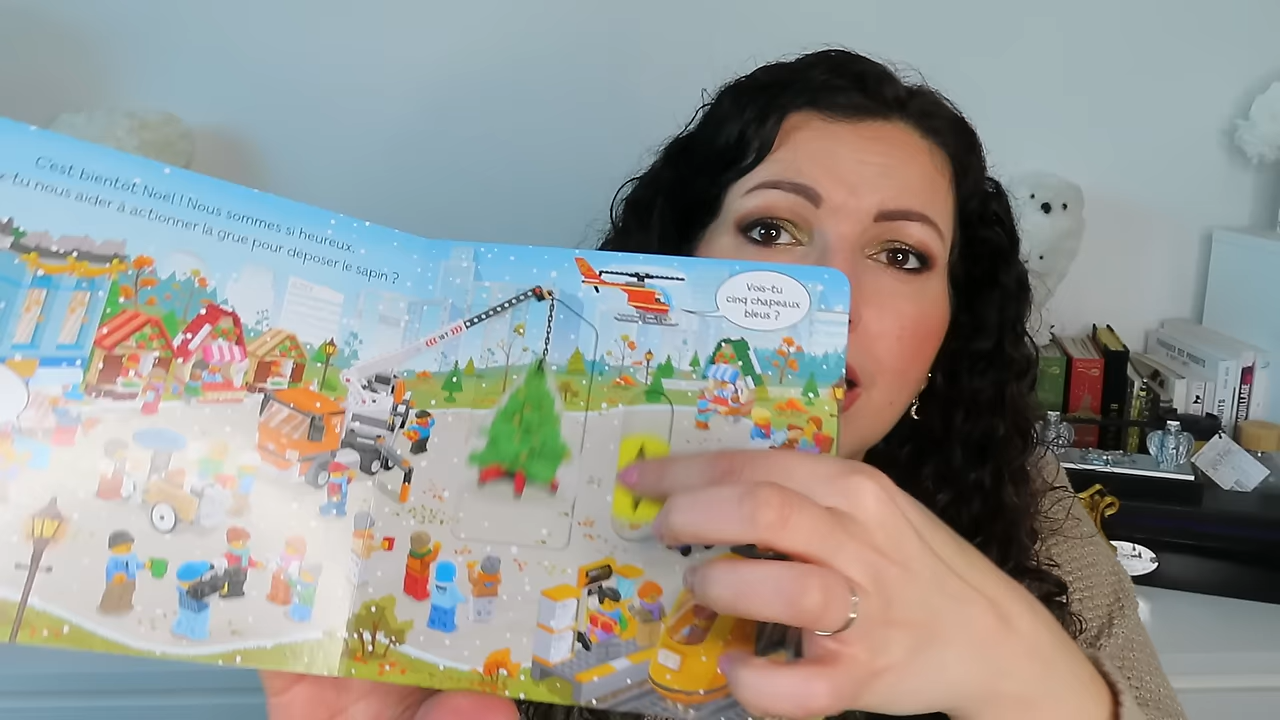 C'est bientôt Noël ! Nous sommes si heureux.
tu nous aider à actionner la grue pour déposer le sapin ?
Vois-tu
cinq chapeaux
bleus ?